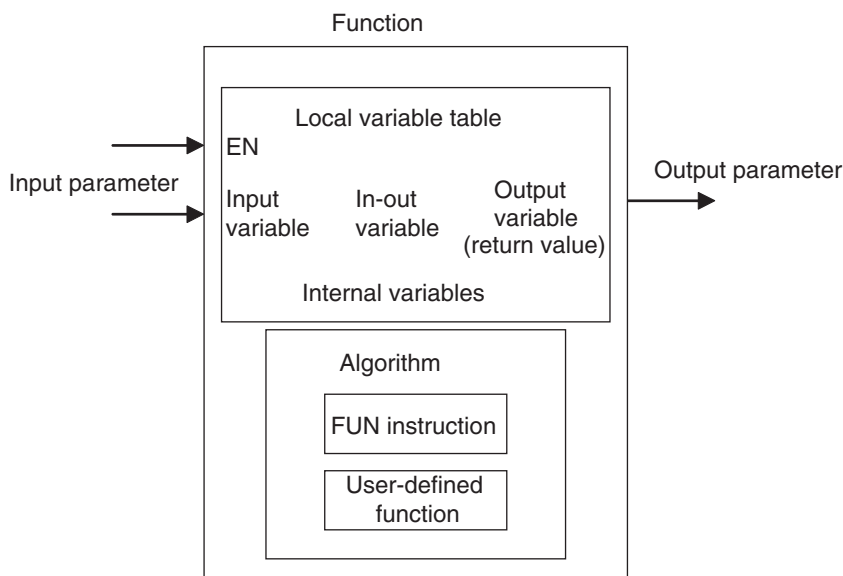 Function
Local variable table
EN
Input parameter
Output parameter
Input
variable
In-out
variable
Output
variable
(return value)
Internal variables
Algorithm
FUN instruction
User-defined
function